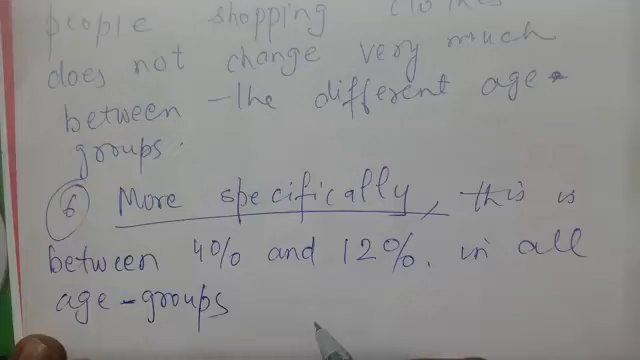 people shopping clothes
does not change very much
between the different age-
groups.
6 More specifically, this is
between 4% and 12%. in all
age-groups